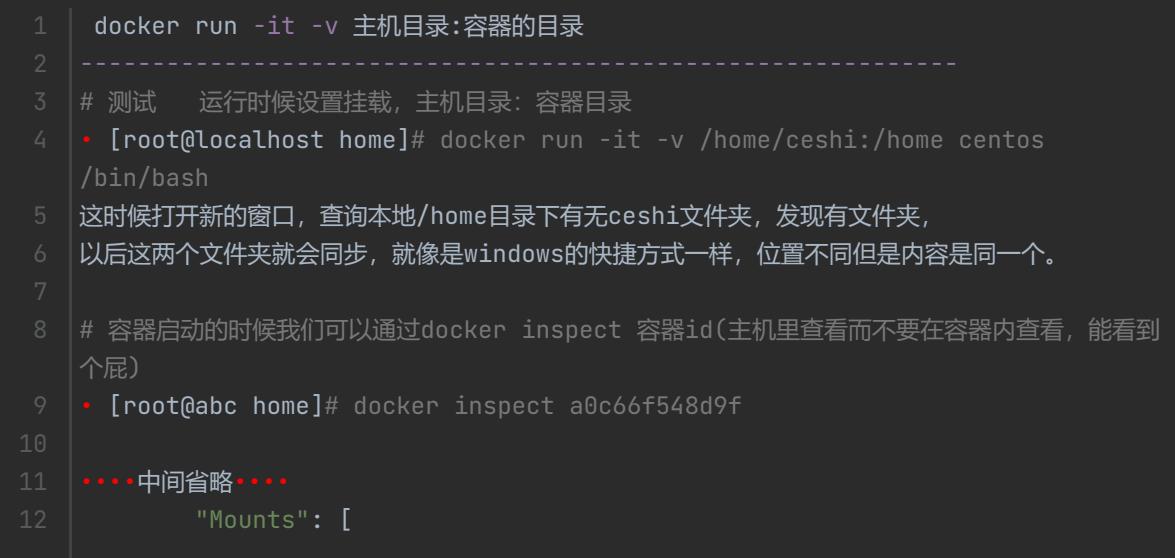 1 docker run -it -v 主机目录:容器的目录
2 -------------------------------------------------------------
3 # 测试 运行时候设置挂载，主机目录：容器目录
4 • [root@localhost home]# docker run -it -v /home/ceshi:/home centos
/bin/bash
5 这时候打开新的窗口，查询本地/home目录下有无ceshi文件夹，发现有文件夹，
6 以后这两个文件夹就会同步，就像是windows的快捷方式一样，位置不同但是内容是同一个。
7
8 # 容器启动的时候我们可以通过docker inspect 容器id(主机里查看而不要在容器内查看，能看到
个屁)
9 • [root@abc home]# docker inspect a0c66f548d9f
10
11 ••••中间省略••••
12 "Mounts": [